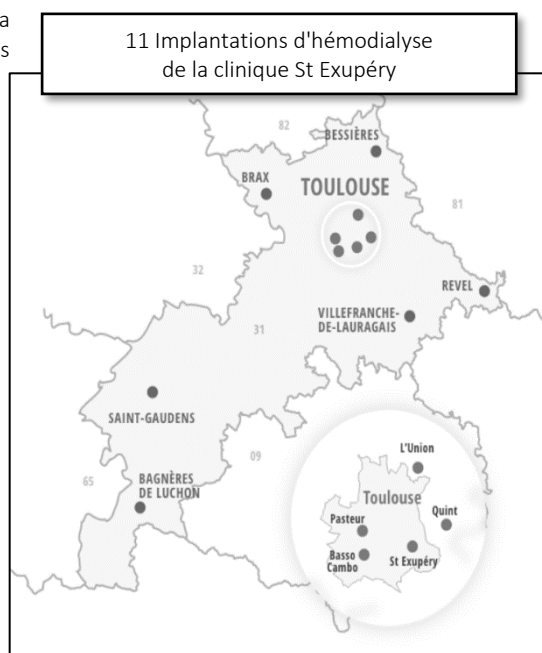 a
s
11 Implantations d'hémodialyse
de la clinique St Exupéry
82
BESSIÈRES
BRAX
TOULOUSE
81
32
REVEL
VILLEFRANCHE-
DE-LAURAGAIS
31
SAINT-GAUDENS
09
65
BAGNÈRES
DE LUCHON
L'Union
Toulouse
Quint
Pasteur
Basso
Cambo
St Exupéry